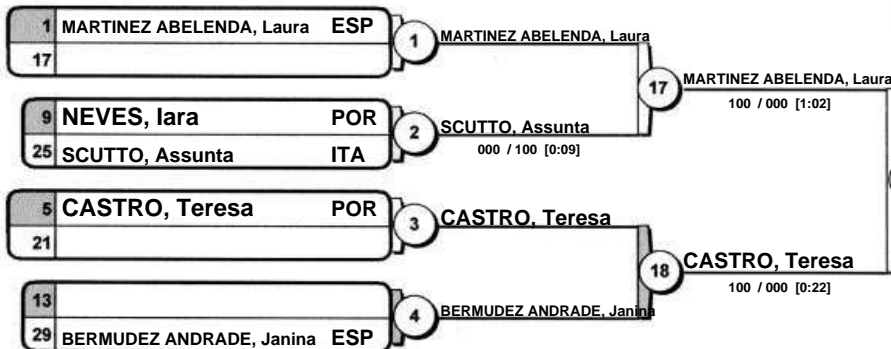 1 MARTINEZ ABELENDA, Laura ESP
17
1 MARTINEZ ABELENDA, Laura
9 NEVES, Iara POR
25 SCUTTO, Assunta ITA
2 SCUTTO, Assunta
000 / 100 [0:09]
17 MARTINEZ ABELENDA, Laura
100 / 000 [1:02]
5 CASTRO, Teresa POR
21
3 CASTRO, Teresa
13
29 BERMUDEZ ANDRADE, Janina ESP
4 BERMUDEZ ANDRADE, Janina
18 CASTRO, Teresa
100 / 000 [0:22]